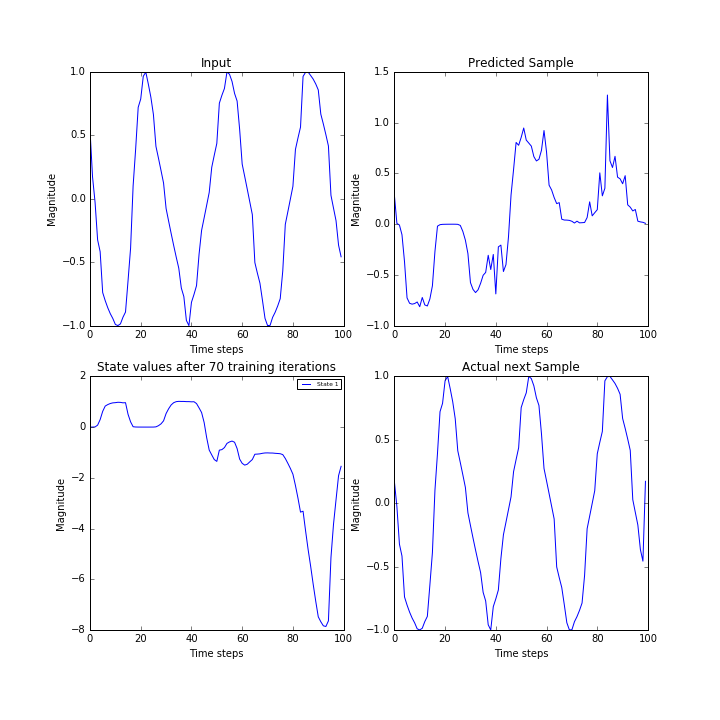 Input
Magnitude
1.0
0.5
0.0
−0.5
−1.0
0 20 40 60 80 100
Time steps
Predicted Sample
Magnitude
1.5
1.0
0.5
0.0
−0.5
−1.0
0 20 40 60 80 100
Time steps
State values after 70 training iterations
Magnitude
2
0
−2
−4
−6
−8
State 1
0 20 40 60 80 100
Time steps
Actual next Sample
Magnitude
1.0
0.5
0.0
−0.5
−1.0
0 20 40 60 80 100
Time steps